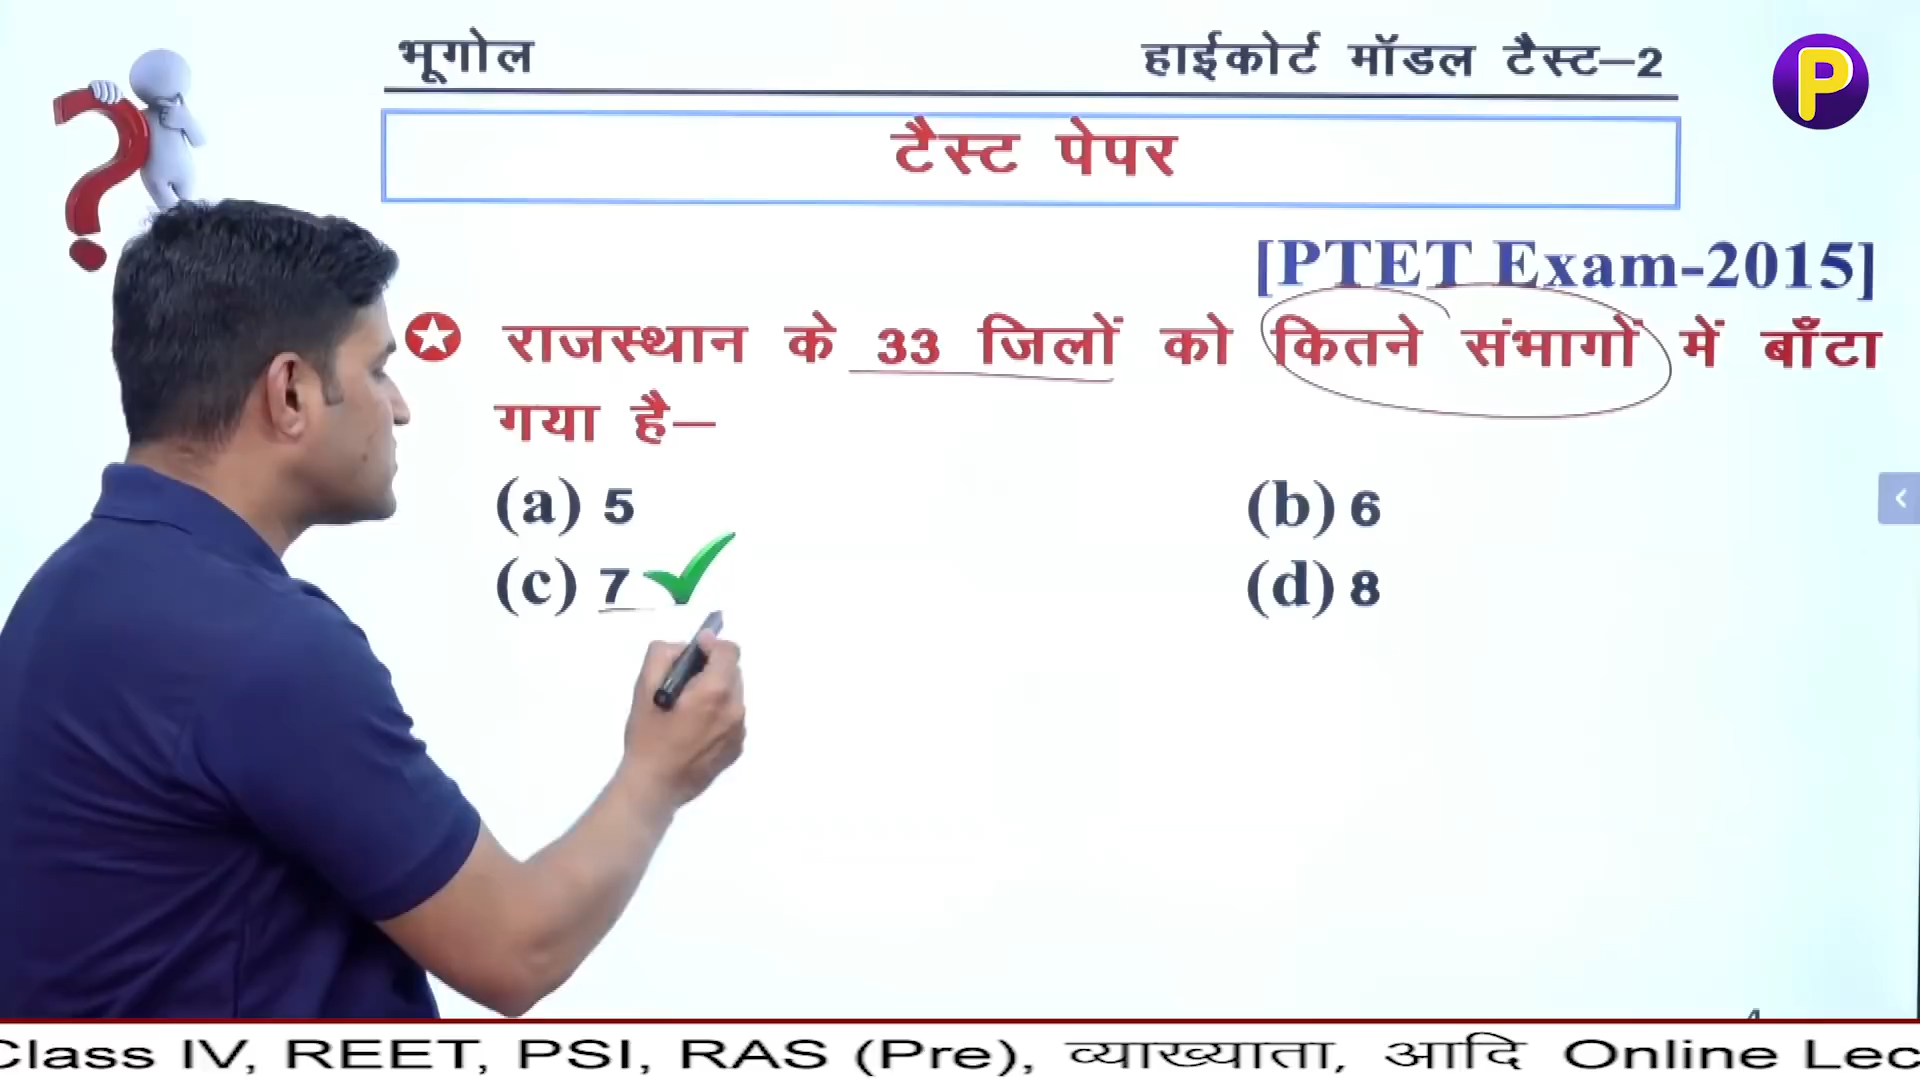 भूगोल
हाईकोर्ट मॉडल टैस्ट–2
P
टैस्ट पेपर
[PTET Exam-2015]
राजस्थान के 33 जिलों को कितने संभागों में बाँटा
गया है–
(a) 5
(b) 6
(c) 7
(d) 8
Class IV, REET, PSI, RAS (Pre), व्याख्याता, आदि Online Lec